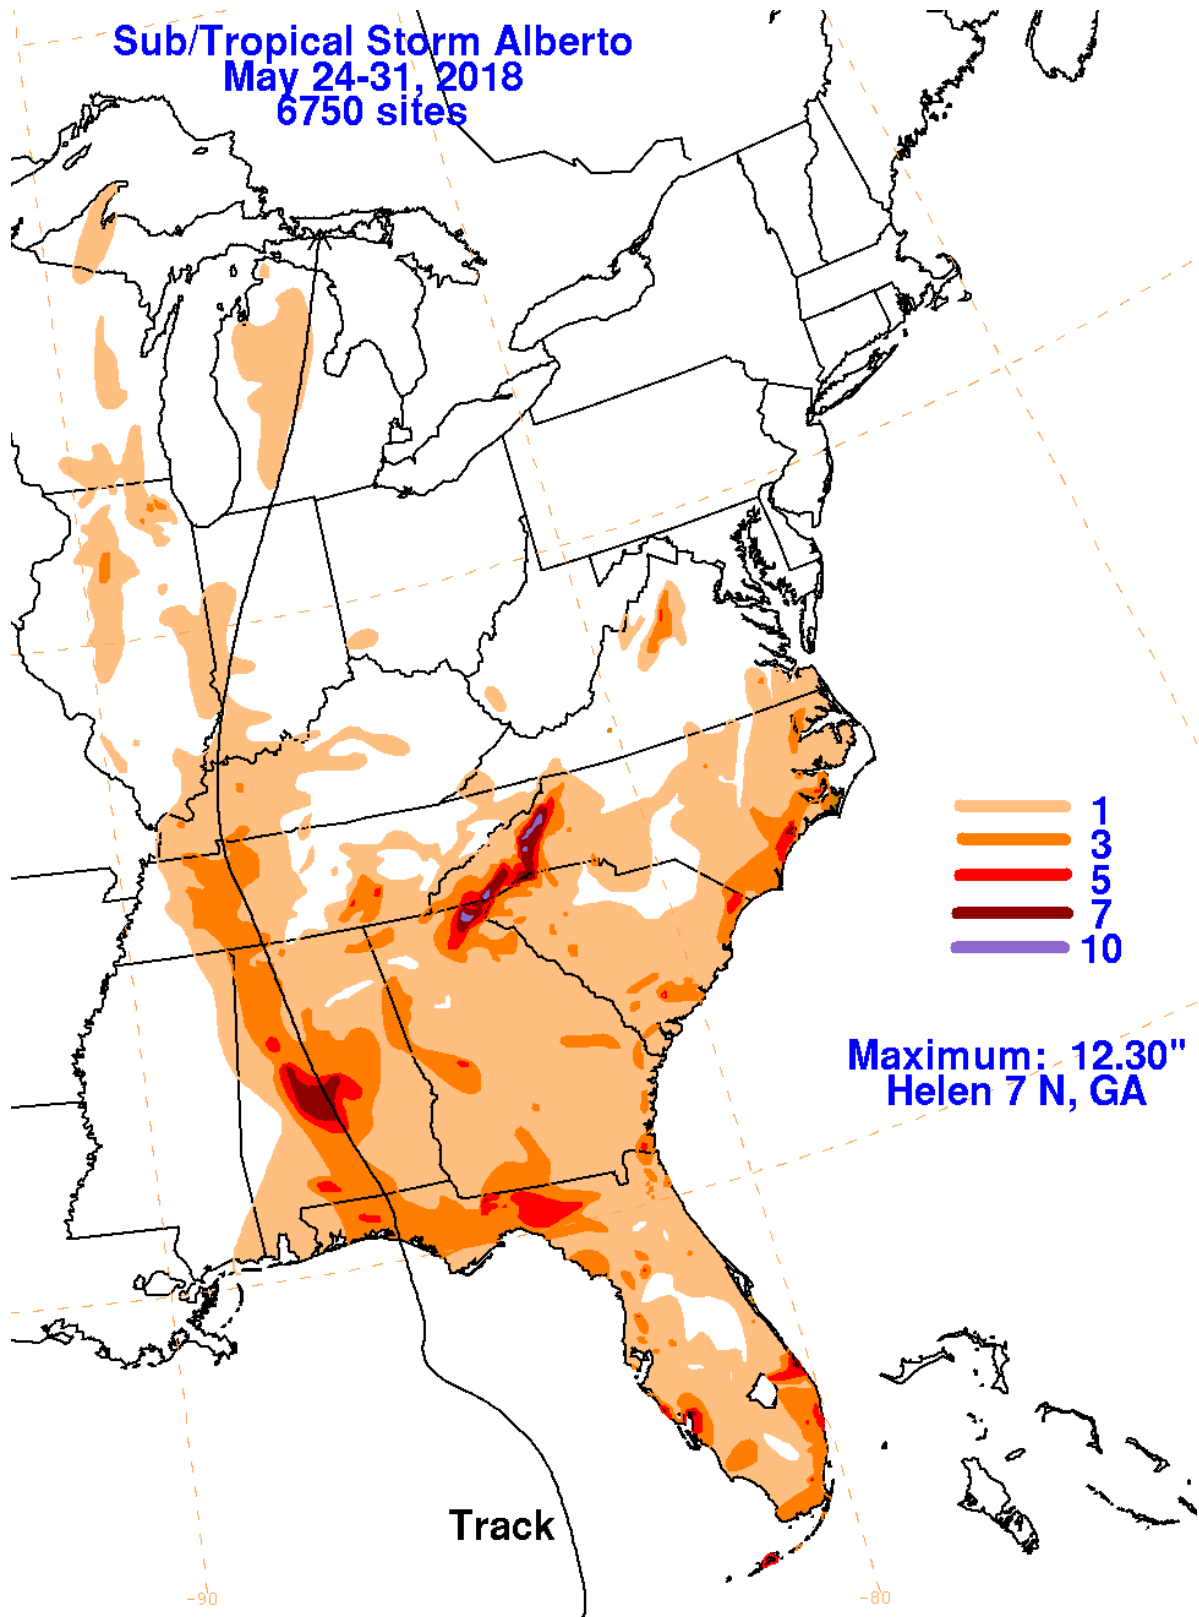 Sub/Tropical Storm Alberto
May 24-31, 2018
6750 sites
1
3
5
7
10
Maximum: 12.30"
Helen 7 N, GA
Track
-90
-80